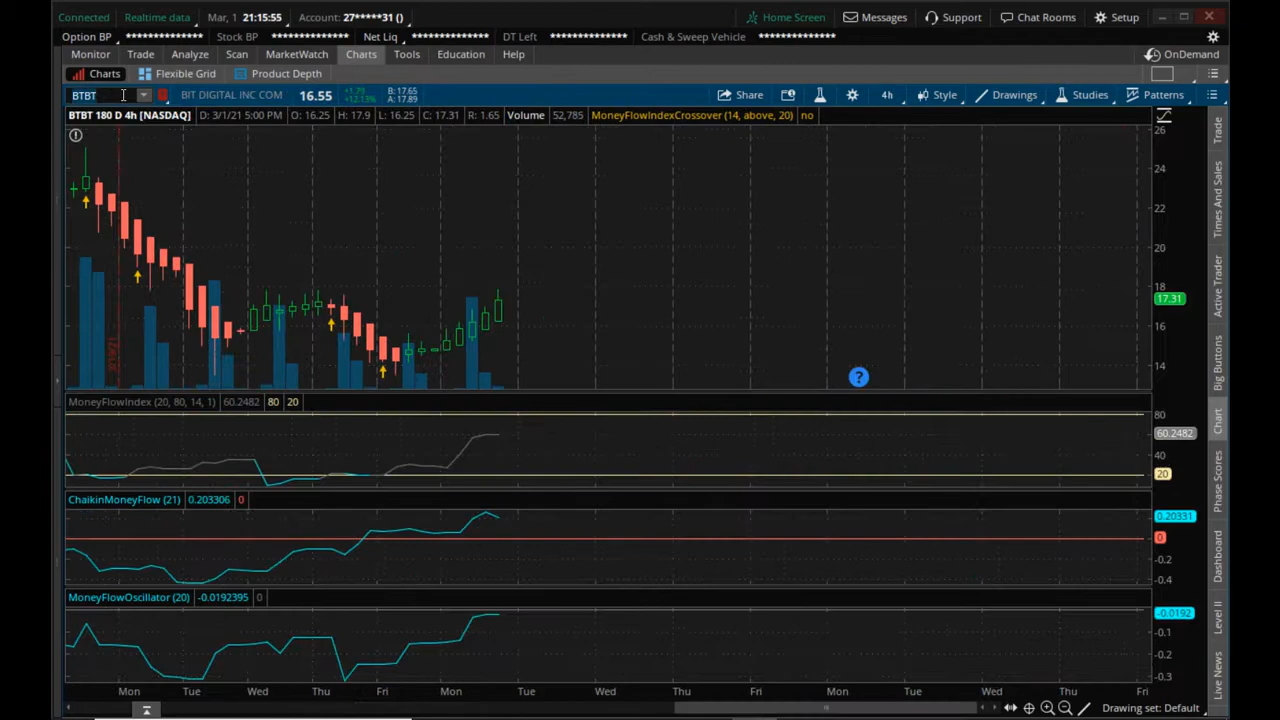 Connected Realtime data Mar, 1 21:15:55 Account: 27*****31 () Home Screen Messages Support Chat Rooms Setup
Option BP ************** Stock BP ************** Net Liq ************** DT Left ************** Cash & Sweep Vehicle **************
Monitor Trade Analyze Scan MarketWatch Charts Tools Education Help OnDemand
Charts Flexible Grid Product Depth
BTBT BIT DIGITAL INC COM 16.55 +1.79 +12.13% B: 17.65 A: 17.89 Share 4h Style Drawings Studies Patterns
BTBT 180 D 4h [NASDAQ] D: 3/1/21 5:00 PM O: 16.25 H: 17.9 L: 16.25 C: 17.31 R: 1.65 Volume 52,785 MoneyFlowIndexCrossover (14, above, 20) no
26
24
22
20
18
17.31
16
14
?
MoneyFlowIndex (20, 80, 14, 1) 60.2482 80 20
80
60.2482
40
20
ChaikinMoneyFlow (21) 0.203306 0
0.20331
0
-0.2
-0.4
MoneyFlowOscillator (20) -0.0192395 0
-0.0192
-0.1
-0.2
-0.3
Mon Tue Wed Thu Fri Mon Tue Wed Thu Fri Mon Tue Wed Thu Fri
Drawing set: Default
Trade
Times And Sales
Active Trader
Big Buttons
Chart
Phase Scores
Dashboard
Level II
Live News